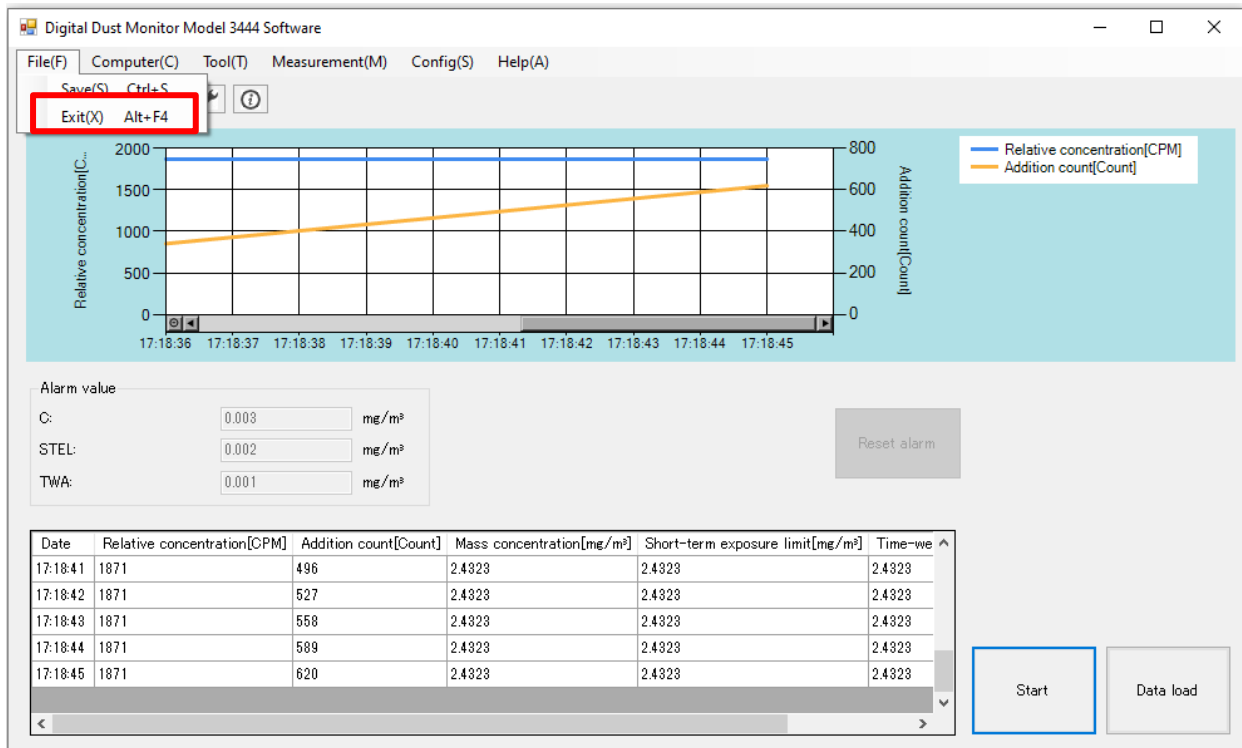 Digital Dust Monitor Model 3444 Software
File(F) Computer(C) Tool(T) Measurement(M) Config(S) Help(A)
Save(S) Ctrl+S
Exit(X) Alt+F4
Relative concentration[C...
2000
1500
1000
500
0
800
600
400
200
0
Addition count[Count]
Relative concentration[CPM]
Addition count[Count]
17:18:36 17:18:37 17:18:38 17:18:39 17:18:40 17:18:41 17:18:42 17:18:43 17:18:44 17:18:45
Alarm value
C: 0.003 mg/m³
STEL: 0.002 mg/m³
TWA: 0.001 mg/m³
Reset alarm
Date Relative concentration[CPM] Addition count[Count] Mass concentration[mg/m³] Short-term exposure limit[mg/m³] Time-we
17:18:41 1871 496 2.4323 2.4323 2.4323
17:18:42 1871 527 2.4323 2.4323 2.4323
17:18:43 1871 558 2.4323 2.4323 2.4323
17:18:44 1871 589 2.4323 2.4323 2.4323
17:18:45 1871 620 2.4323 2.4323 2.4323
Start Data load